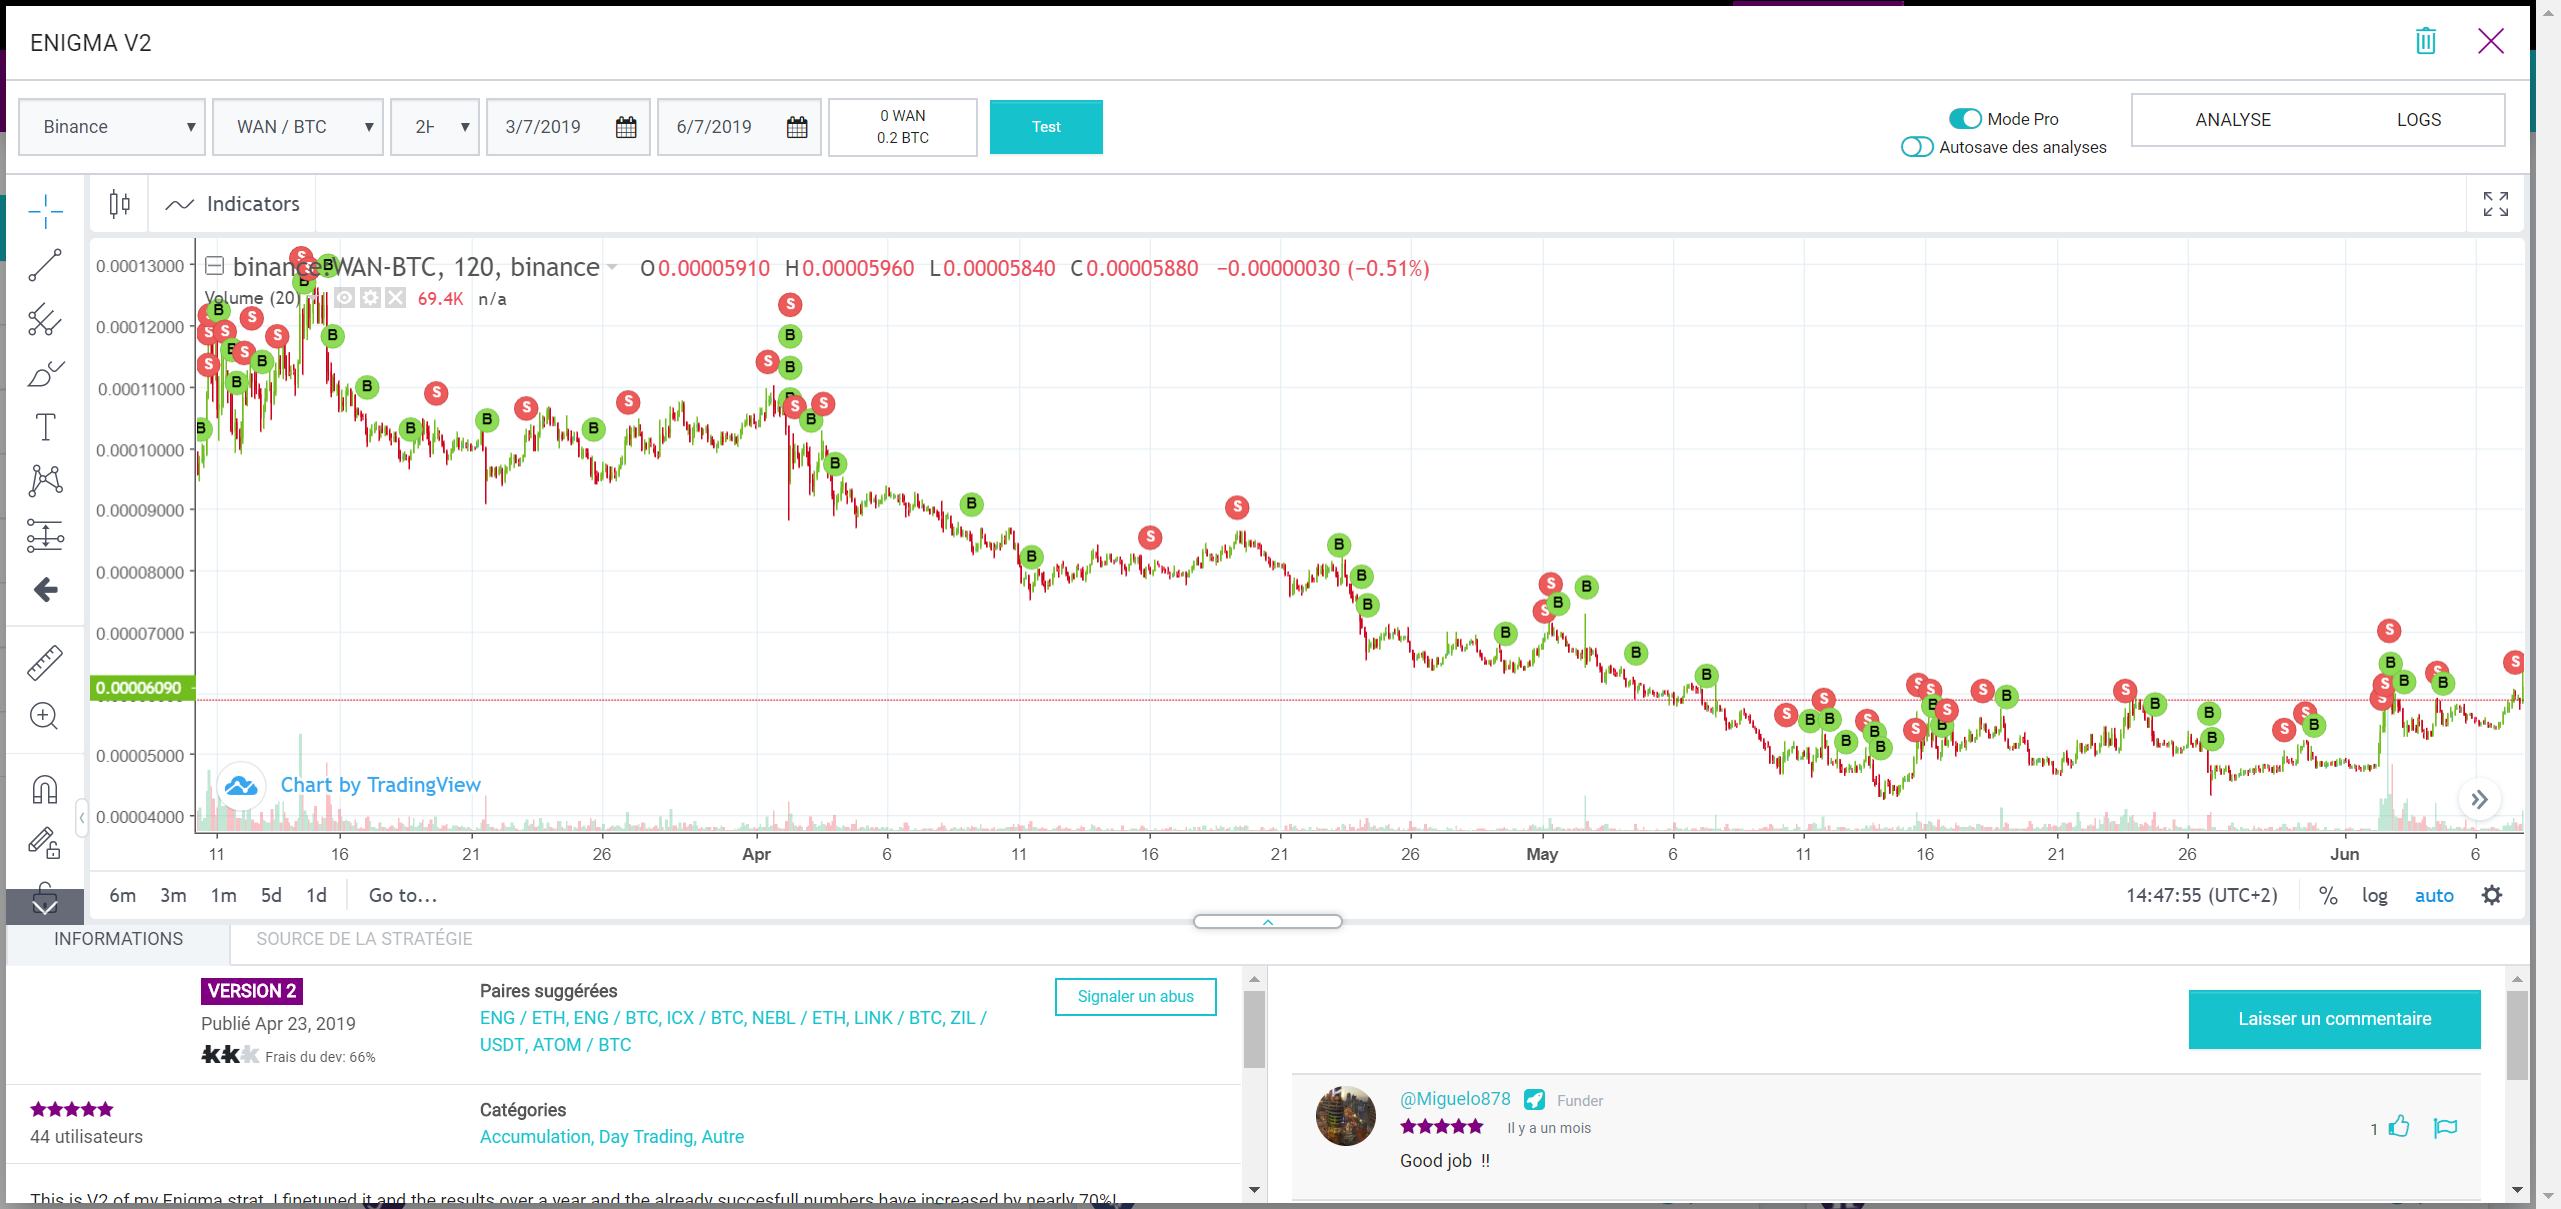 ENIGMA V2
Binance
WAN / BTC
3/7/2019
6/7/2019
0 WAN
0.2 BTC
Test
Mode Pro
Autosave des analyses
ANALYSE
LOGS
Indicators
binance:WAN-BTC, 120, binance
O0.00005910 H0.00005960 L0.00005840 C0.00005880 −0.00000030 (−0.51%)
Volume (20)
69.4K n/a
0.00013000
0.00012000
0.00011000
0.00010000
0.00009000
0.00008000
0.00007000
0.00006090
0.00005000
0.00004000
Chart by TradingView
11 16 21 26 Apr 6 11 16 21 26 May 6 11 16 21 26 Jun 6
6m 3m 1m 5d 1d Go to...
14:47:55 (UTC+2) % log auto
INFORMATIONS
SOURCE DE LA STRATÉGIE
VERSION 2
Publié Apr 23, 2019
Frais du dev: 66%
Paires suggérées
ENG / ETH, ENG / BTC, ICX / BTC, NEBL / ETH, LINK / BTC, ZIL /
USDT, ATOM / BTC
Signaler un abus
44 utilisateurs
Catégories
Accumulation, Day Trading, Autre
This is V2 of my Enigma strat. I finetuned it and the results over a year and the already succesfull numbers have increased by nearly 70%!
Laisser un commentaire
@Miguelo878 Funder
Il y a un mois
Good job !!
1